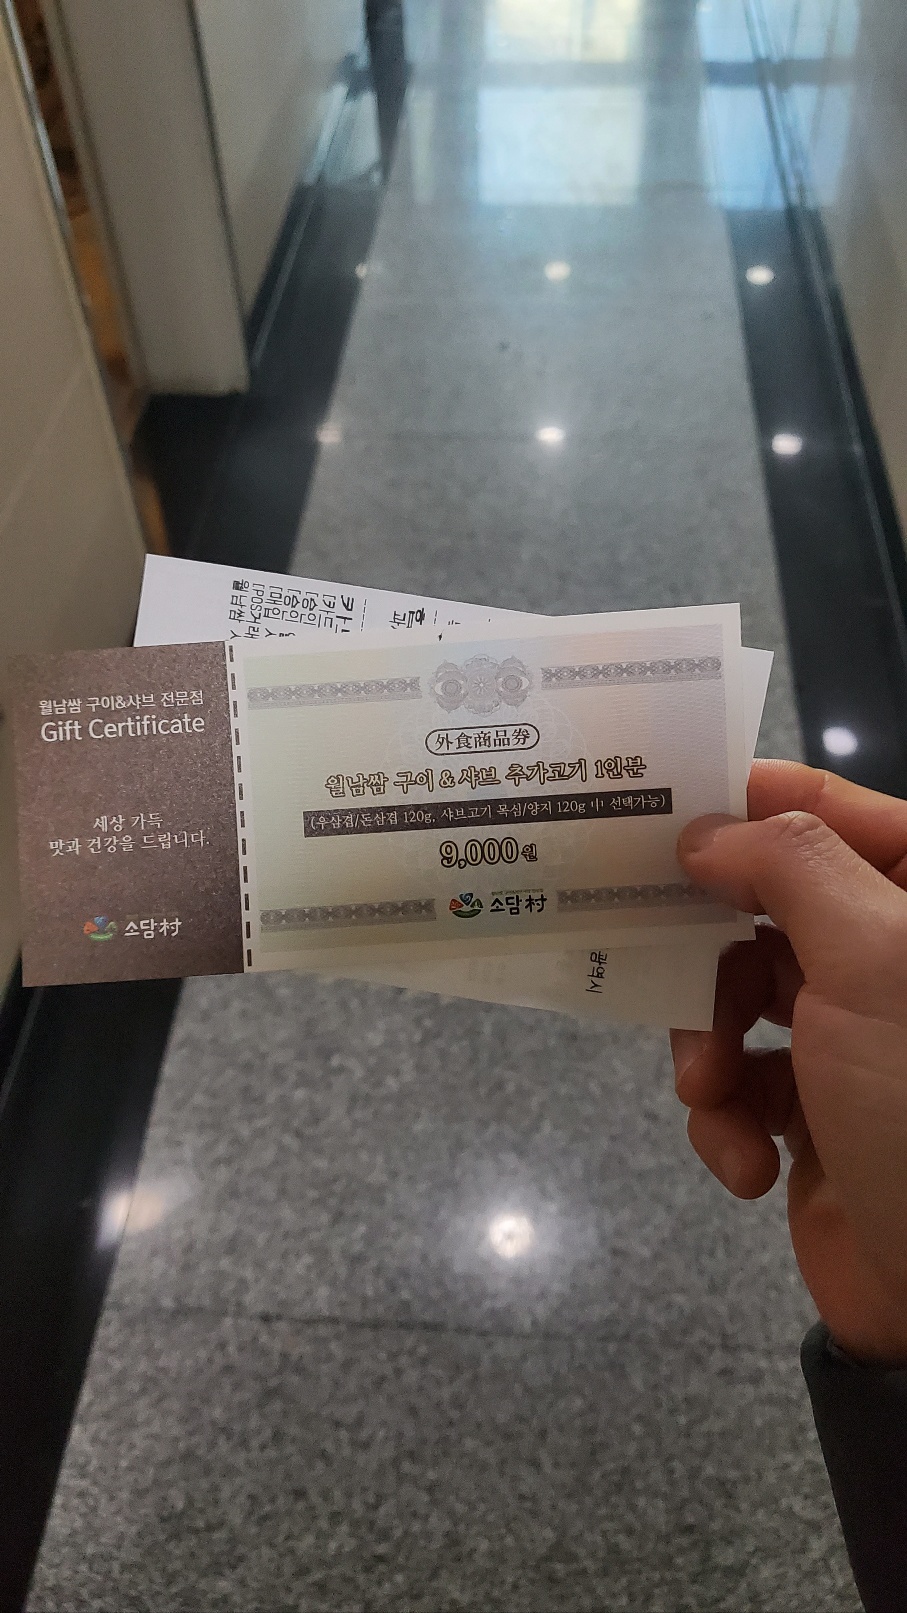 월남쌈 구이&샤브 전문점
Gift Certificate
세상 가득
맛과 건강을 드립니다.
소담村
外食商品券
월남쌈 구이 & 샤브 추가고기 1인분
(우삼겹/돈삼겹 120g, 샤브고기 목심/양지 120g 中 선택가능)
9,000원
소담村
광역시